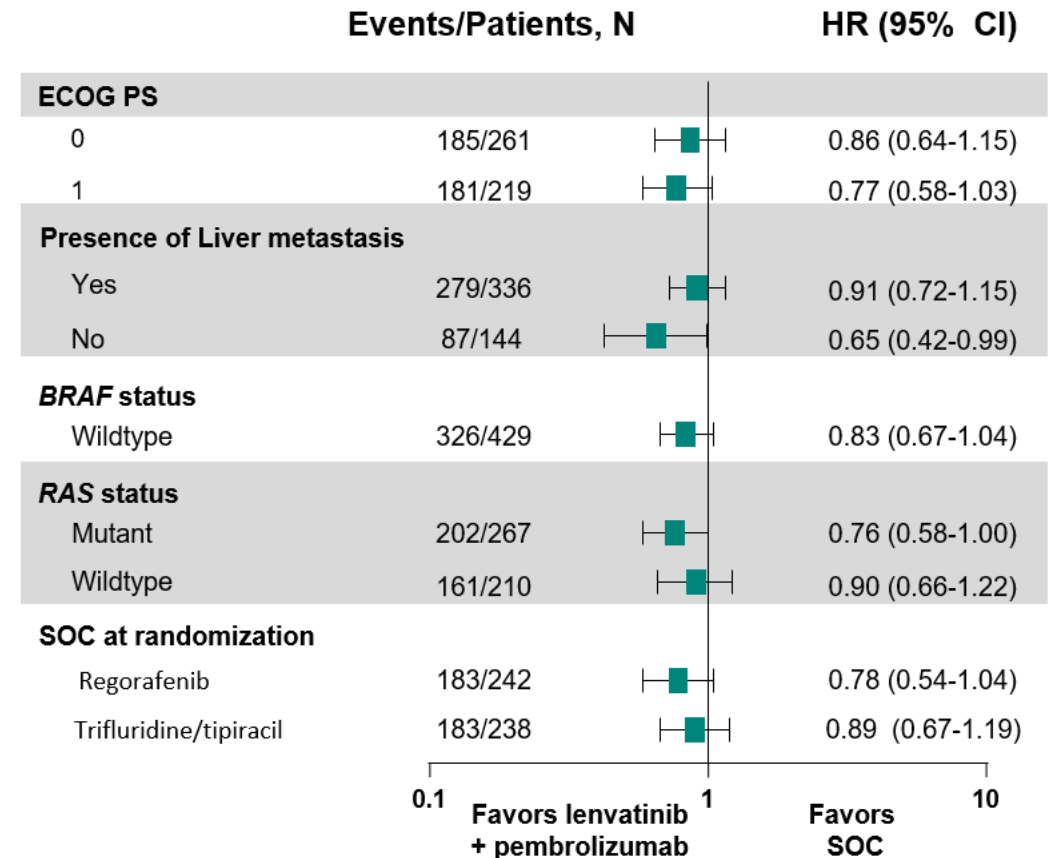 Events/Patients, N HR (95% CI)
ECOG PS
0 185/261 0.86 (0.64-1.15)
1 181/219 0.77 (0.58-1.03)
Presence of Liver metastasis
Yes 279/336 0.91 (0.72-1.15)
No 87/144 0.65 (0.42-0.99)
BRAF status
Wildtype 326/429 0.83 (0.67-1.04)
RAS status
Mutant 202/267 0.76 (0.58-1.00)
Wildtype 161/210 0.90 (0.66-1.22)
SOC at randomization
Regorafenib 183/242 0.78 (0.54-1.04)
Trifluridine/tipiracil 183/238 0.89 (0.67-1.19)
0.1 1 10
Favors lenvatinib Favors
+ pembrolizumab SOC